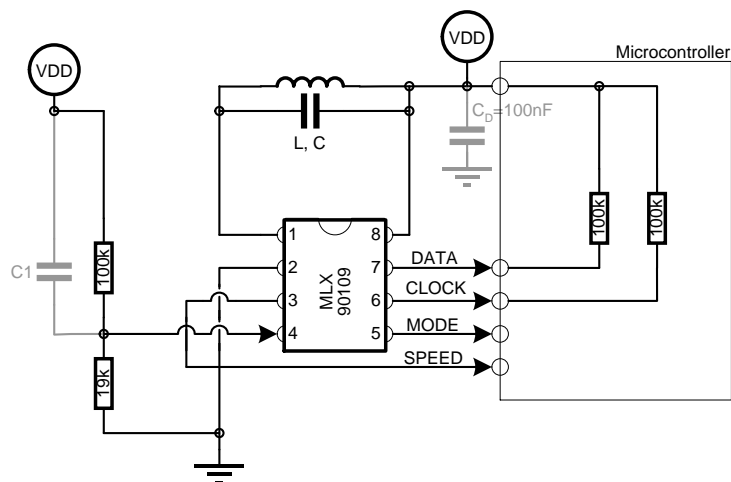 VDD
VDD
Microcontroller
C_D=100nF
L, C
100k
100k
C1
100k
1
8
2
7
DATA
MLX
90109
3
6
CLOCK
4
5
MODE
SPEED
19k